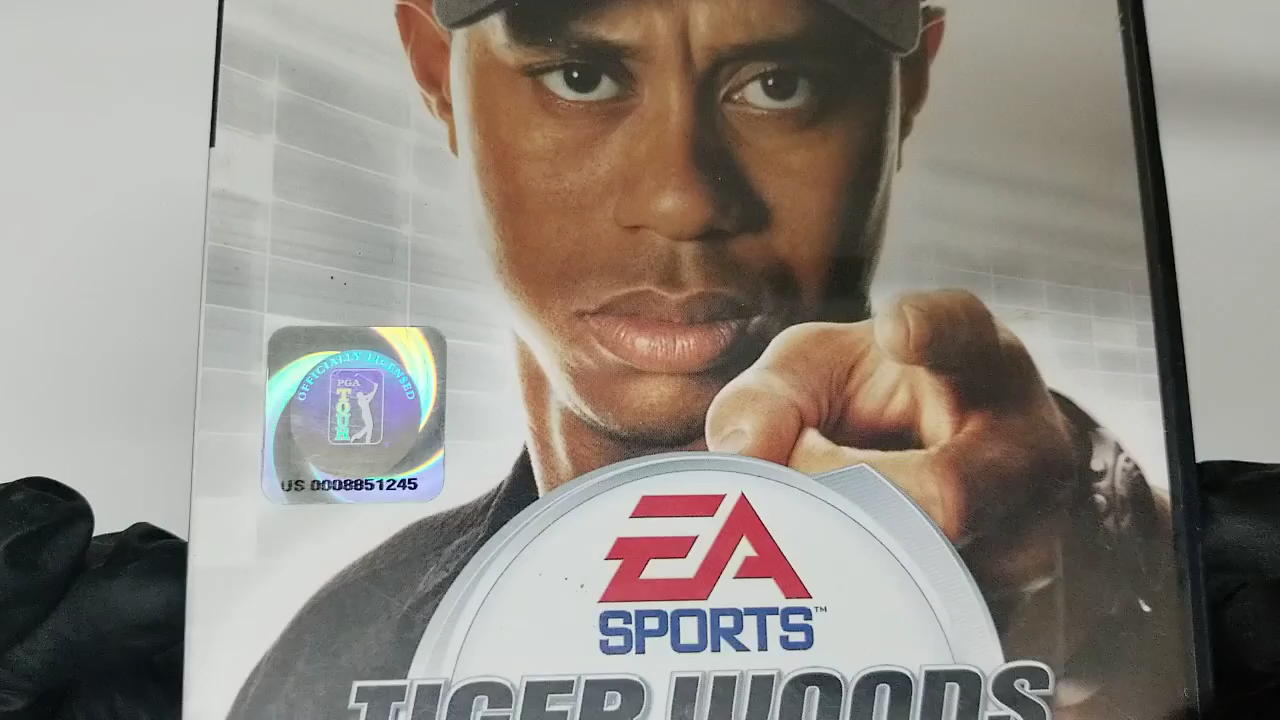 OFFICIALLY LICENSED
PGA
TOUR
US 0008851245
EA
SPORTS™
TIGER WOODS